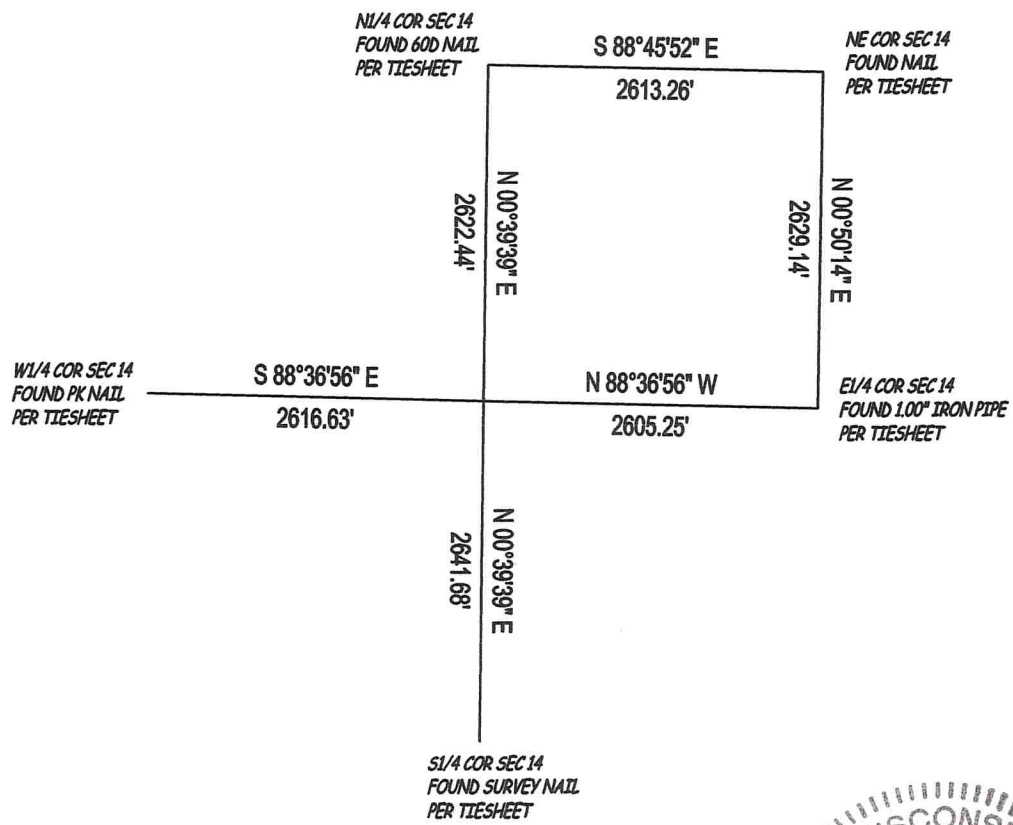 N1/4 COR SEC 14
FOUND 60D NAIL
PER TIESHEET
S 88°45'52" E
2613.26'
NE COR SEC 14
FOUND NAIL
PER TIESHEET
N 00°39'39" E
2622.44'
N 00°50'14" E
2629.14'
W1/4 COR SEC 14
FOUND PK NAIL
PER TIESHEET
S 88°36'56" E
2616.63'
N 88°36'56" W
2605.25'
E1/4 COR SEC 14
FOUND 1.00" IRON PIPE
PER TIESHEET
N 00°39'39" E
2641.68'
S1/4 COR SEC 14
FOUND SURVEY NAIL
PER TIESHEET